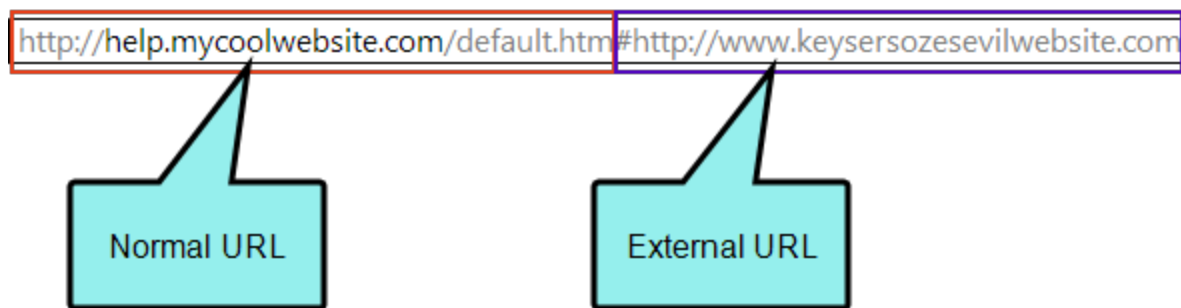 http://help.mycoolwebsite.com/default.htm#http://www.keysersozesevilwebsite.com
Normal URL
External URL